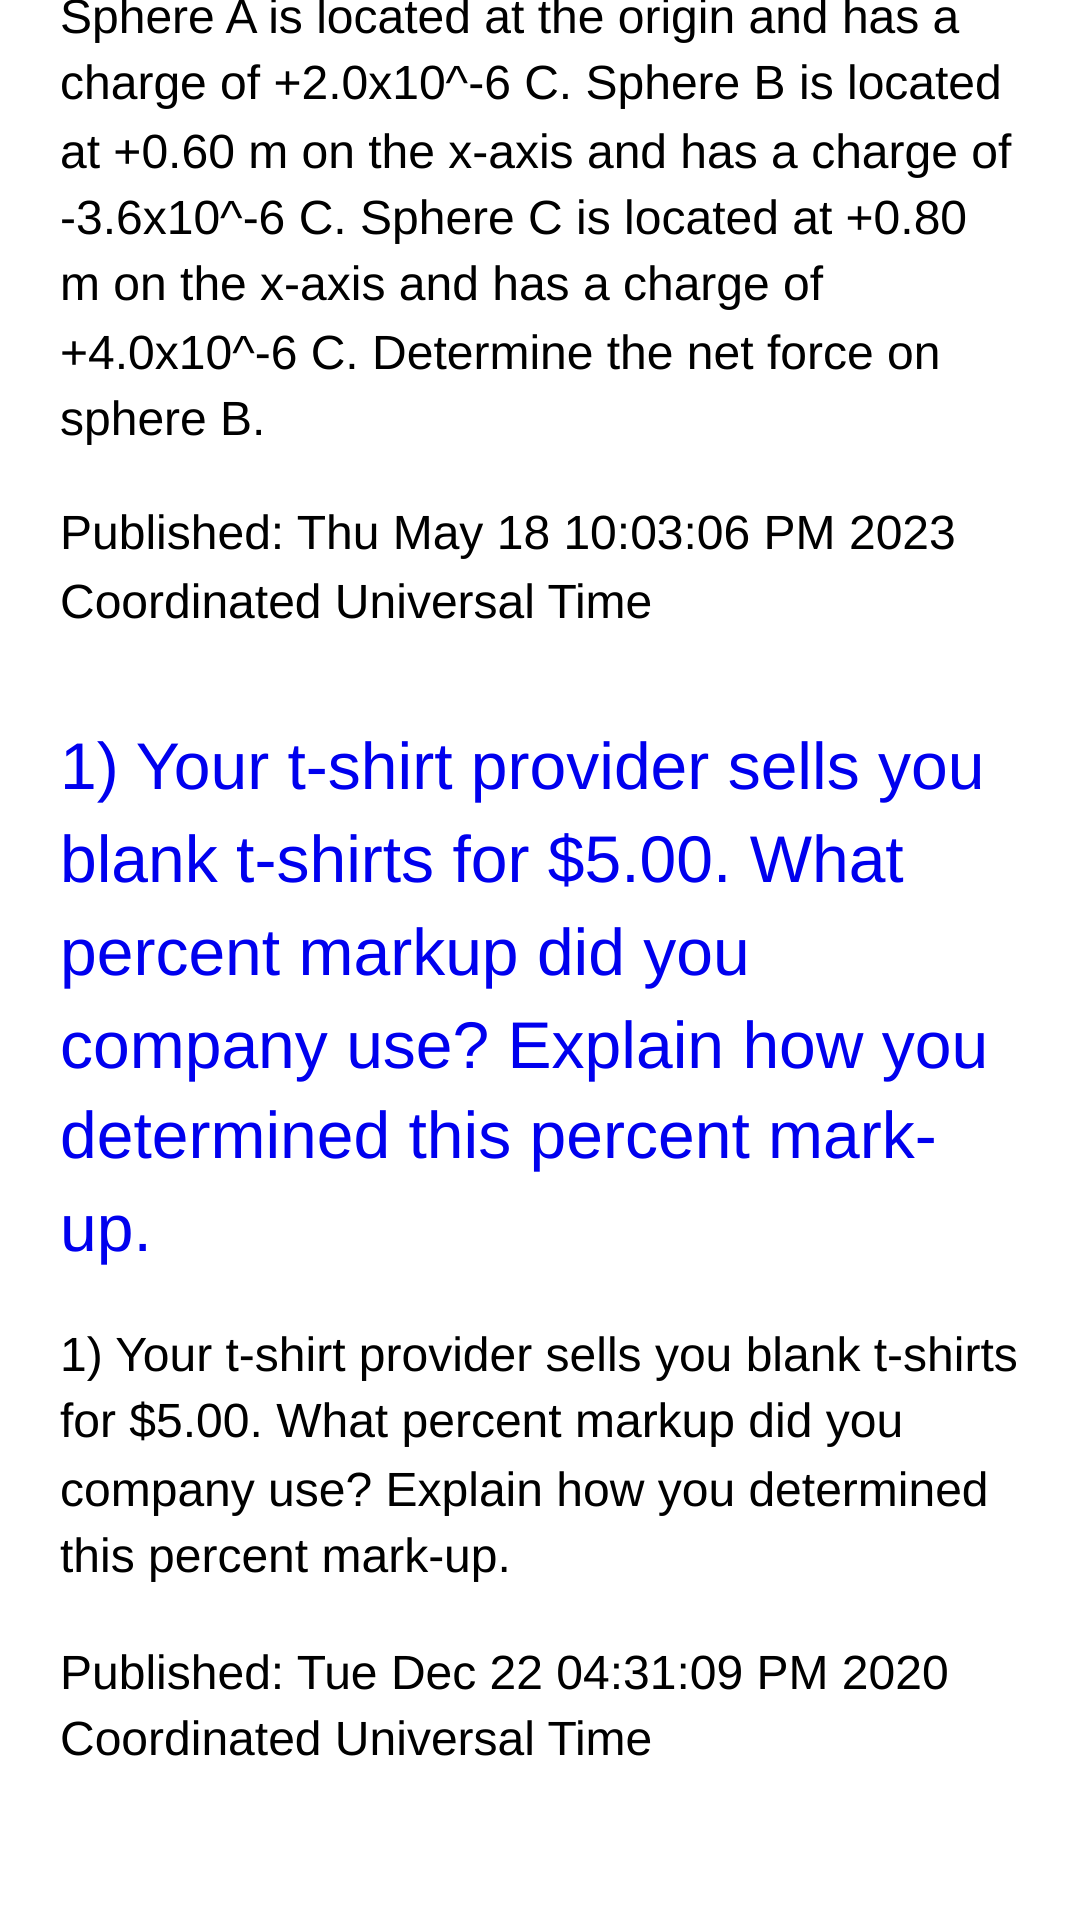 Sphere A is located at the origin and has a
charge of +2.0x10^-6 C. Sphere B is located
at +0.60 m on the x-axis and has a charge of
-3.6x10^-6 C. Sphere C is located at +0.80
m on the x-axis and has a charge of
+4.0x10^-6 C. Determine the net force on
sphere B.
Published: Thu May 18 10:03:06 PM 2023
Coordinated Universal Time
1) Your t-shirt provider sells you
blank t-shirts for $5.00. What
percent markup did you
company use? Explain how you
determined this percent mark-
up.
1) Your t-shirt provider sells you blank t-shirts
for $5.00. What percent markup did you
company use? Explain how you determined
this percent mark-up.
Published: Tue Dec 22 04:31:09 PM 2020
Coordinated Universal Time